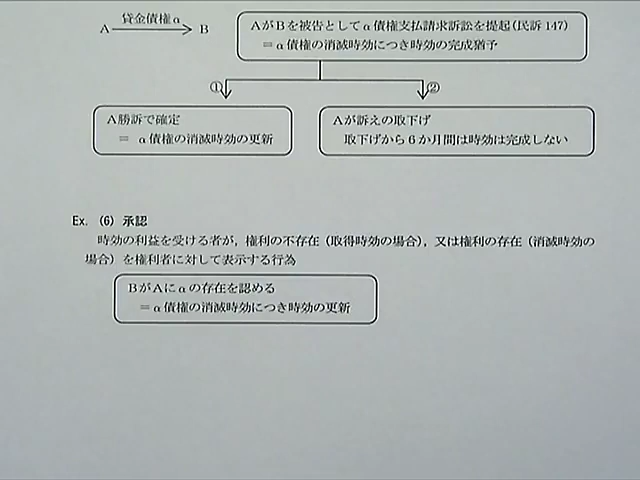 貸金債権α
A → B
AがBを被告としてα債権支払請求訴訟を提起(民訴147)
＝α債権の消滅時効につき時効の完成猶予
① ②
A勝訴で確定
＝ α債権の消滅時効の更新
Aが訴えの取下げ
取下げから6か月間は時効は完成しない
Ex. (6) 承認
時効の利益を受ける者が，権利の不存在（取得時効の場合），又は権利の存在（消滅時効の
場合）を権利者に対して表示する行為
BがAにαの存在を認める
＝α債権の消滅時効につき時効の更新